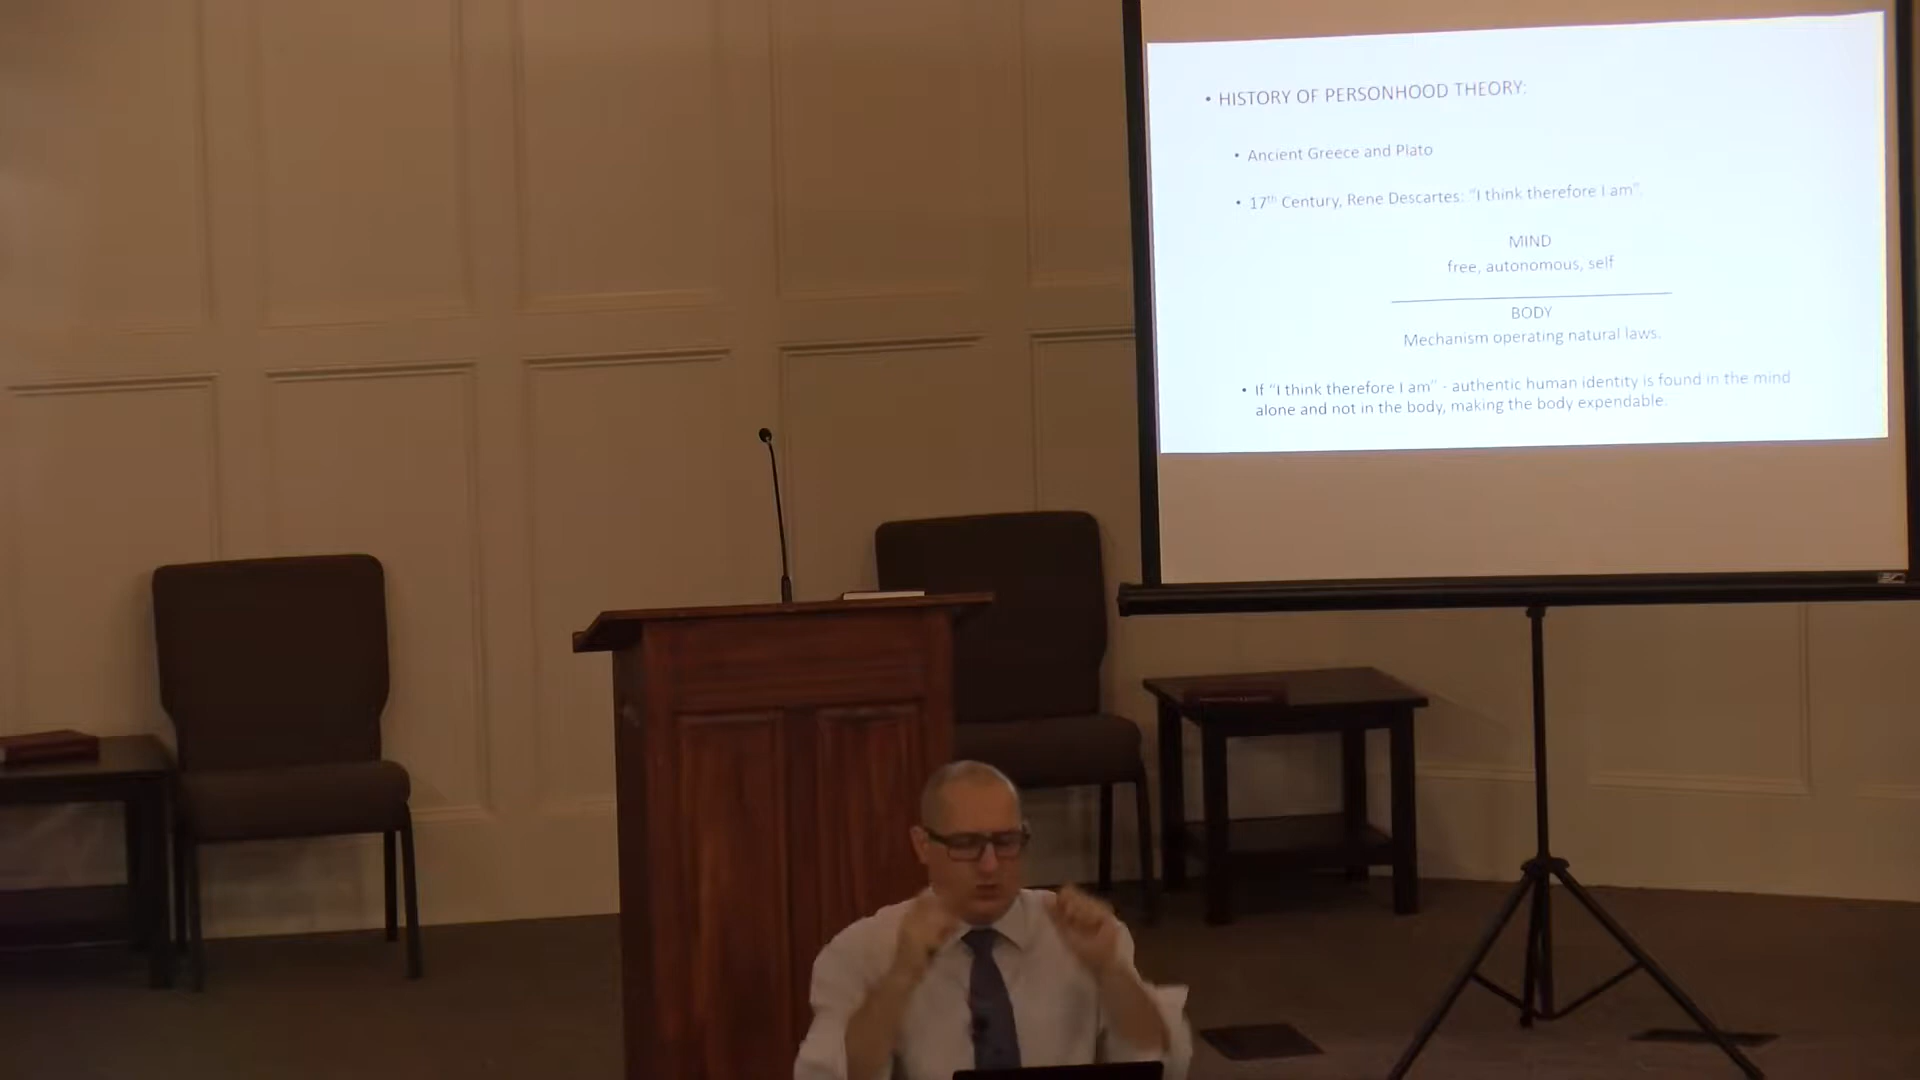 • HISTORY OF PERSONHOOD THEORY:
• Ancient Greece and Plato
• 17th Century, Rene Descartes: "I think therefore I am".
MIND
free, autonomous, self
BODY
Mechanism operating natural laws.
• If "I think therefore I am" - authentic human identity is found in the mind
alone and not in the body, making the body expendable.